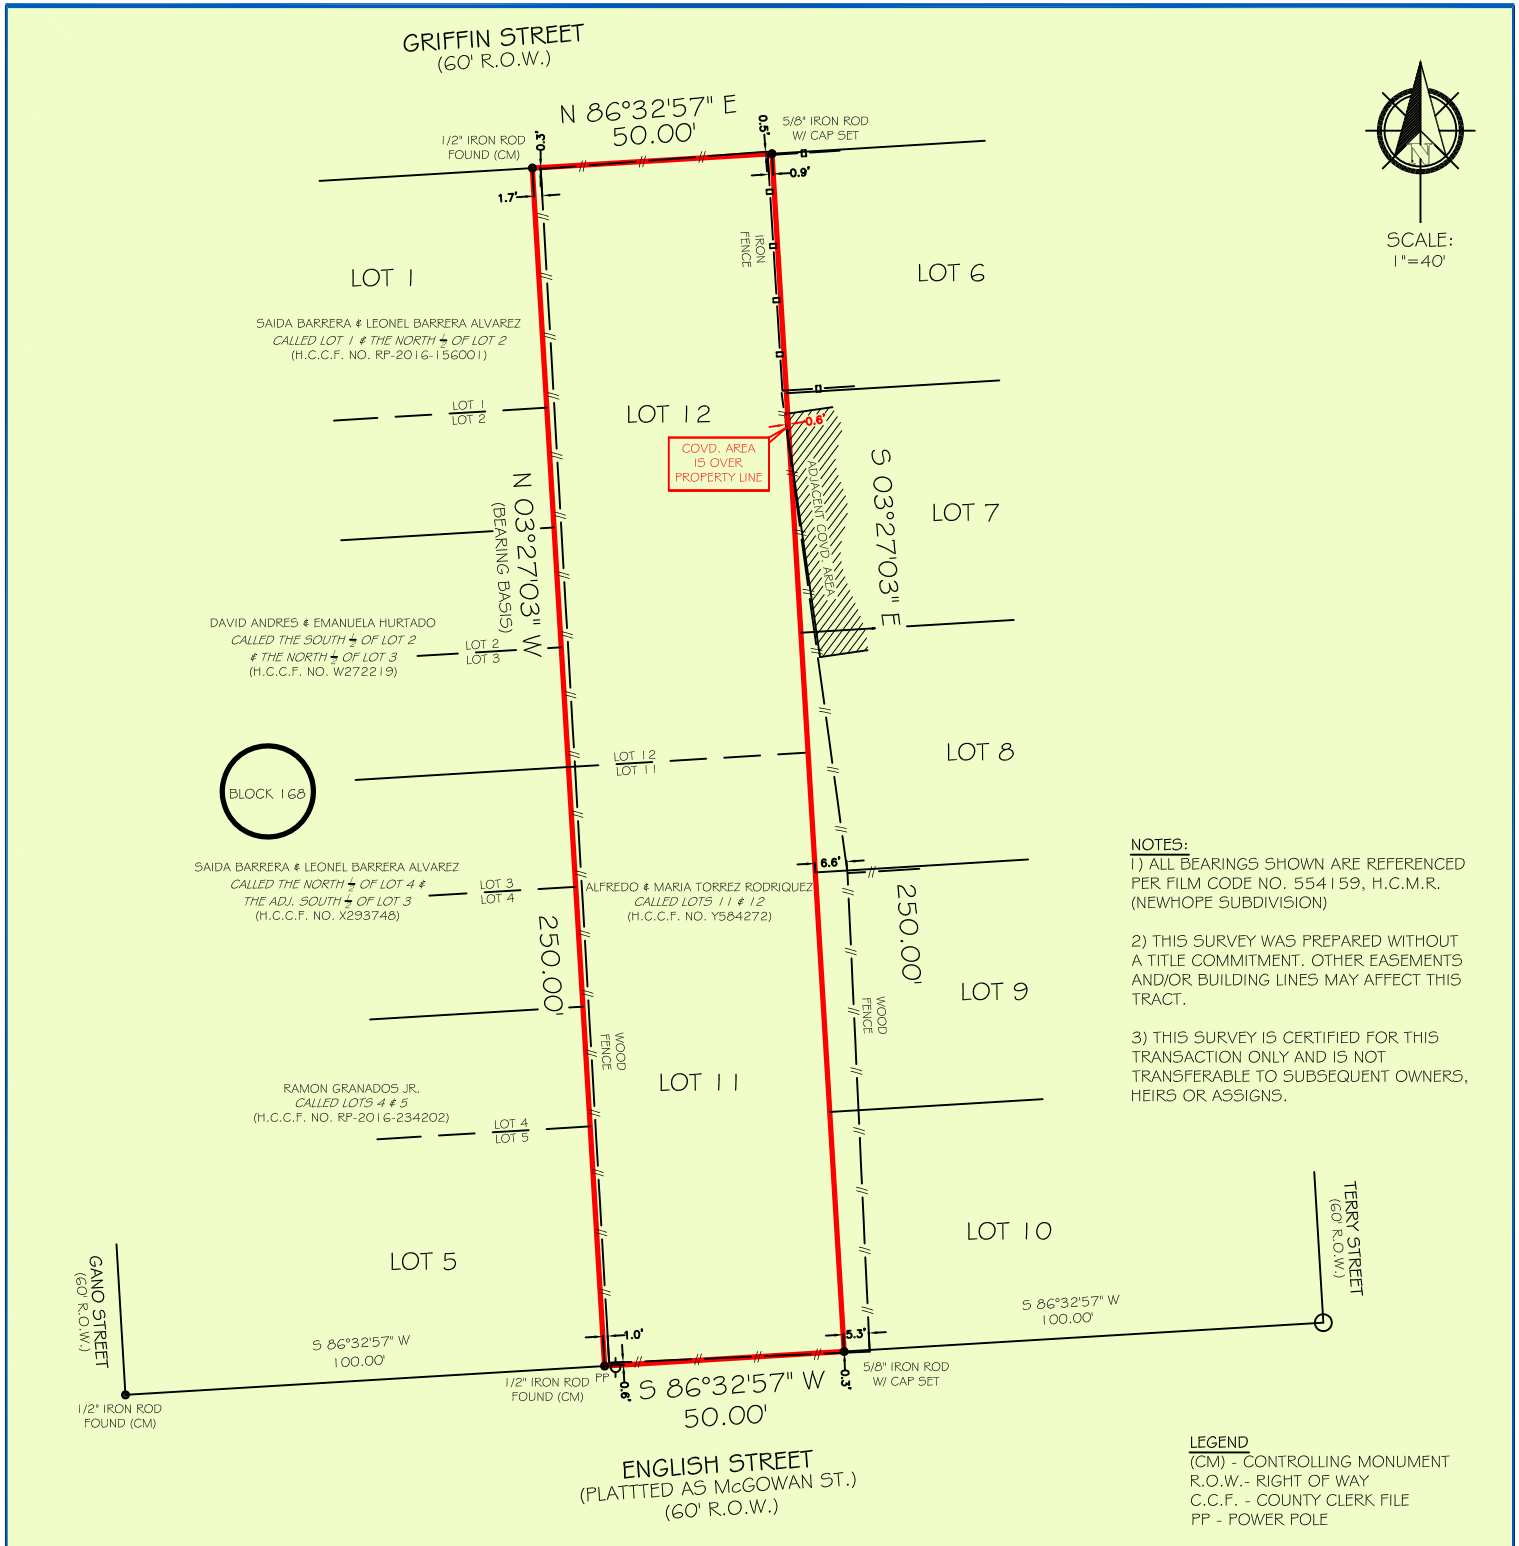 GRIFFIN STREET
(60' R.O.W.)
N 86°32'57" E
50.00'
1/2" IRON ROD
FOUND (CM)
0.3'
0.5'
5/8" IRON ROD
W/ CAP SET
0.9'
1.7'
N
SCALE:
1"=40'
IRON
FENCE
LOT 1
LOT 6
SAIDA BARRERA & LEONEL BARRERA ALVAREZ
CALLED LOT 1 & THE NORTH ½ OF LOT 2
(H.C.C.F. NO. RP-2016-156001)
LOT 1
LOT 2
LOT 12
0.6'
COVD. AREA
IS OVER
PROPERTY LINE
ADJACENT COVD. AREA
S 03°27'03" E
LOT 7
N 03°27'03" W
(BEARING BASIS)
DAVID ANDRES & EMANUELA HURTADO
CALLED THE SOUTH ½ OF LOT 2
& THE NORTH ½ OF LOT 3
(H.C.C.F. NO. W272219)
LOT 2
LOT 3
LOT 12
LOT 11
LOT 8
BLOCK 168
SAIDA BARRERA & LEONEL BARRERA ALVAREZ
CALLED THE NORTH ½ OF LOT 4 &
THE ADJ. SOUTH ½ OF LOT 3
(H.C.C.F. NO. X293748)
LOT 3
LOT 4
ALFREDO & MARIA TORREZ RODRIQUEZ
CALLED LOTS 11 & 12
(H.C.C.F. NO. Y584272)
6.6'
250.00'
250.00'
NOTES:
1) ALL BEARINGS SHOWN ARE REFERENCED
PER FILM CODE NO. 554159, H.C.M.R.
(NEWHOPE SUBDIVISION)
2) THIS SURVEY WAS PREPARED WITHOUT
A TITLE COMMITMENT. OTHER EASEMENTS
AND/OR BUILDING LINES MAY AFFECT THIS
TRACT.
3) THIS SURVEY IS CERTIFIED FOR THIS
TRANSACTION ONLY AND IS NOT
TRANSFERABLE TO SUBSEQUENT OWNERS,
HEIRS OR ASSIGNS.
LOT 9
WOOD
FENCE
WOOD
FENCE
LOT 11
RAMON GRANADOS JR.
CALLED LOTS 4 & 5
(H.C.C.F. NO. RP-2016-234202)
LOT 4
LOT 5
LOT 10
LOT 5
GANO STREET
(60' R.O.W.)
TERRY STREET
(60' R.O.W.)
S 86°32'57" W
100.00'
S 86°32'57" W
100.00'
1.0'
5.3'
1/2" IRON ROD
FOUND (CM)
1/2" IRON ROD
FOUND (CM)
PP
0.6'
S 86°32'57" W
50.00'
0.3'
5/8" IRON ROD
W/ CAP SET
ENGLISH STREET
(PLATTTED AS McGOWAN ST.)
(60' R.O.W.)
LEGEND
(CM) - CONTROLLING MONUMENT
R.O.W.- RIGHT OF WAY
C.C.F. - COUNTY CLERK FILE
PP - POWER POLE